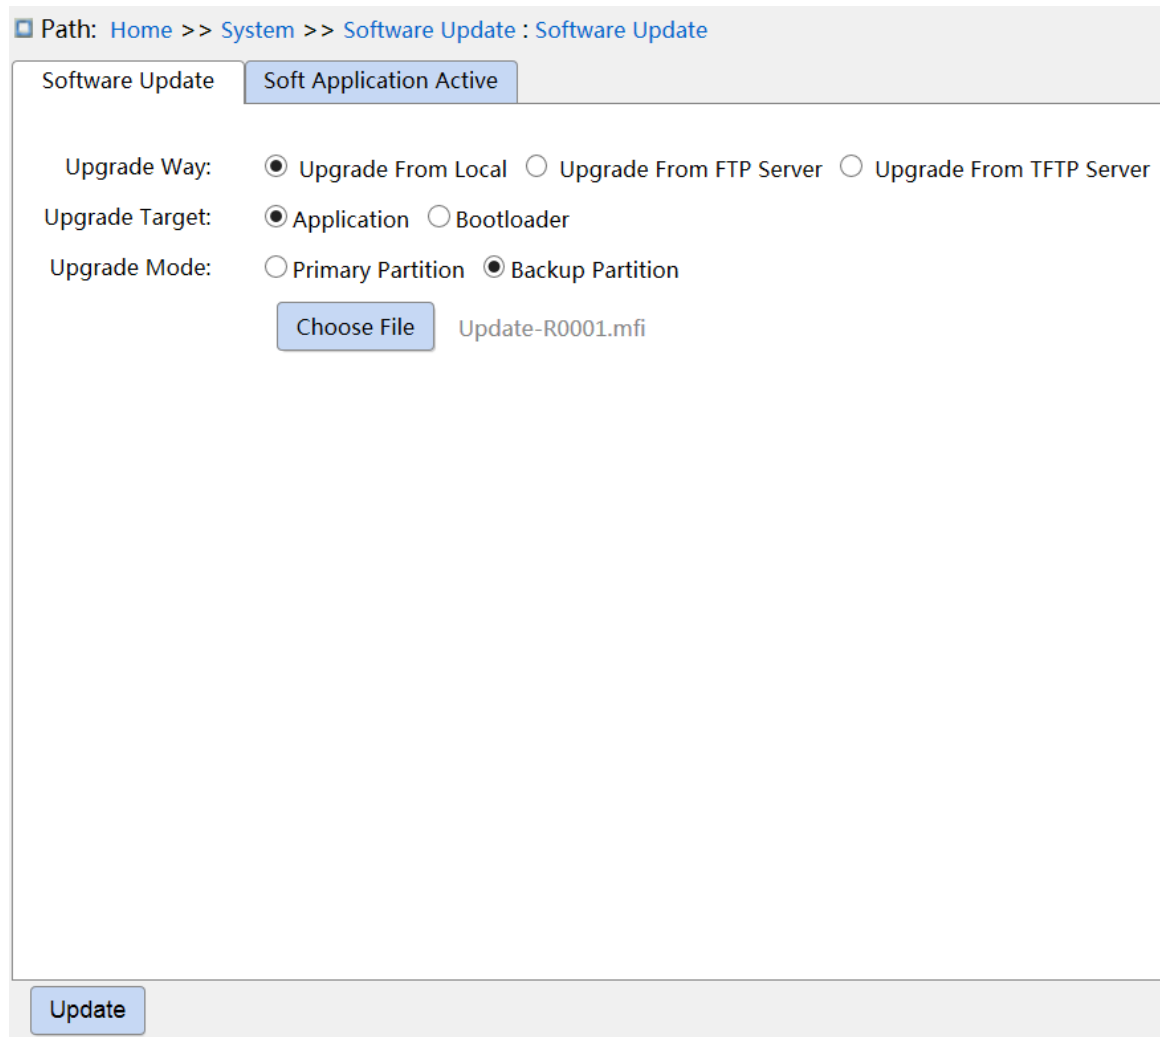 Path: Home >> System >> Software Update : Software Update
Software Update Soft Application Active
Upgrade Way: Upgrade From Local Upgrade From FTP Server Upgrade From TFTP Server
Upgrade Target: Application Bootloader
Upgrade Mode: Primary Partition Backup Partition
Choose File Update-R0001.mfi
Update